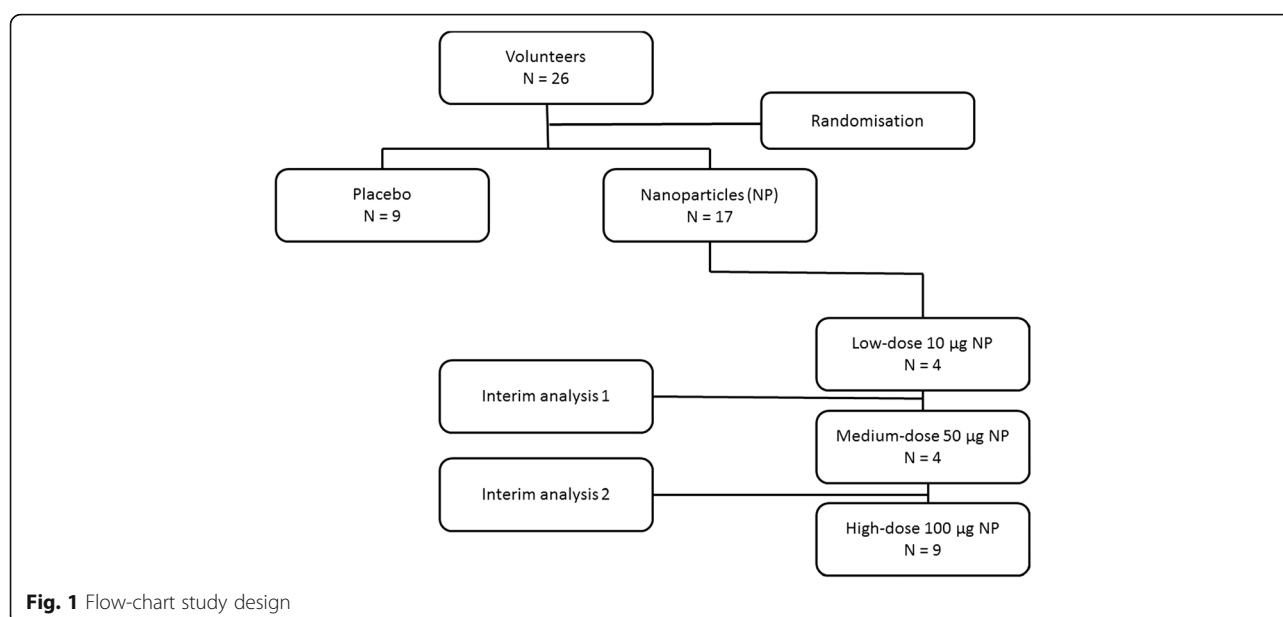 Volunteers
N = 26
Randomisation
Placebo
N = 9
Nanoparticles (NP)
N = 17
Low-dose 10 µg NP
N = 4
Interim analysis 1
Medium-dose 50 µg NP
N = 4
Interim analysis 2
High-dose 100 µg NP
N = 9
Fig. 1 Flow-chart study design